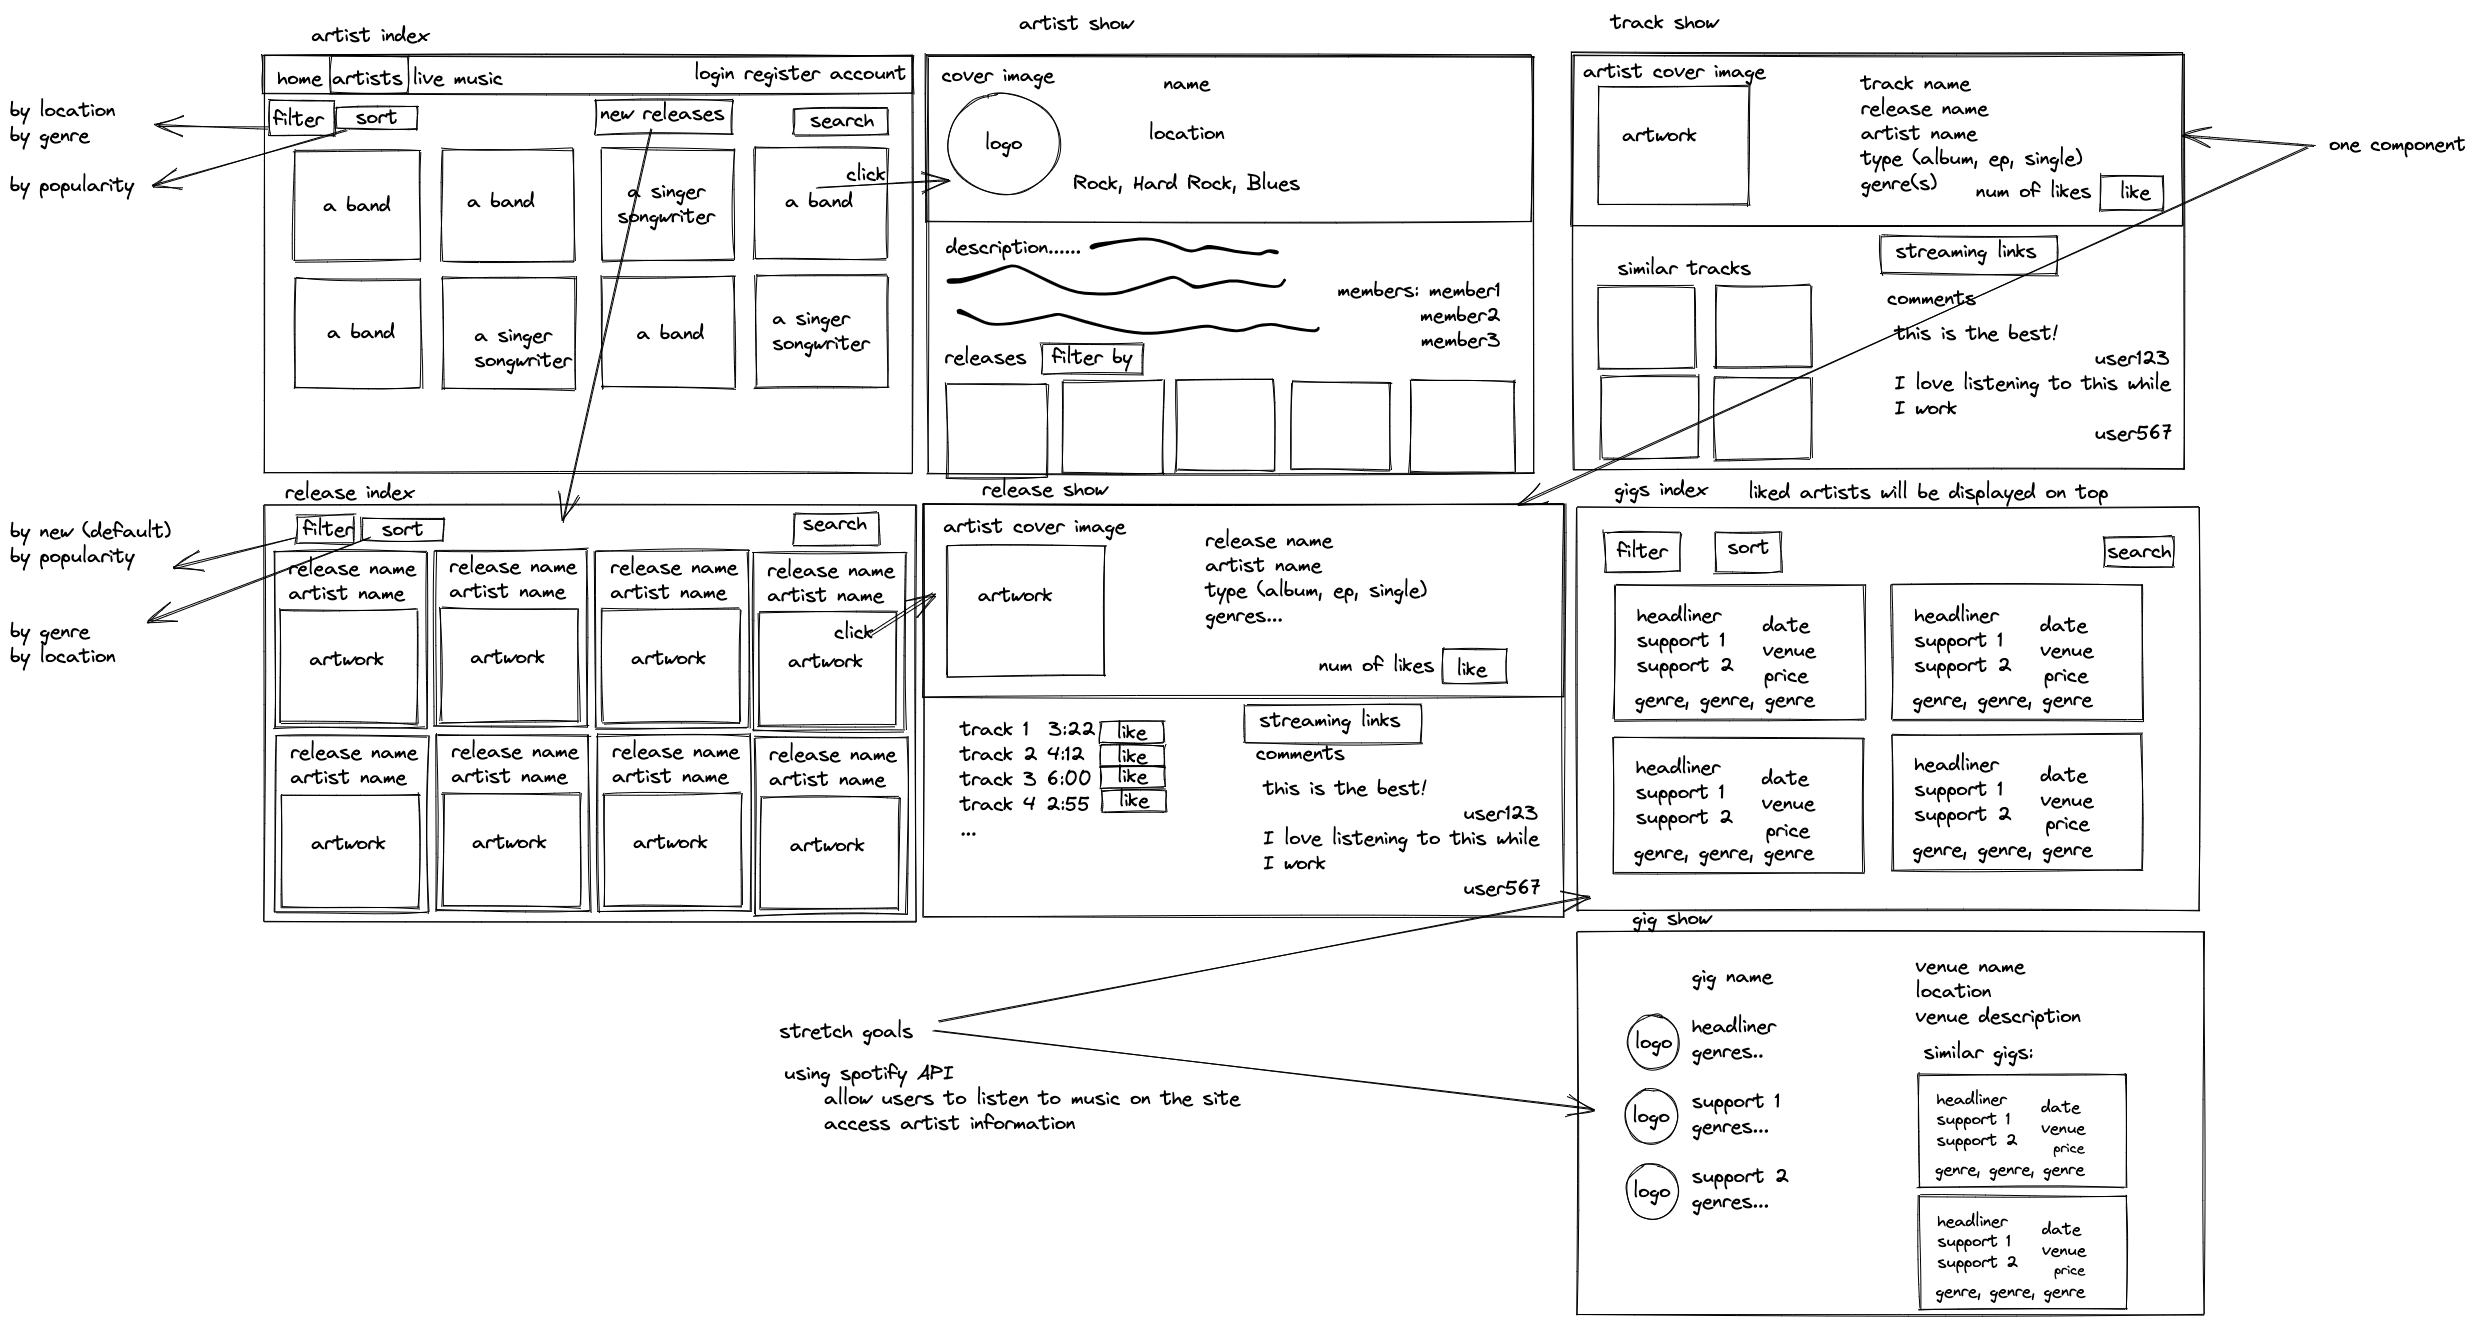 artist index
home artists live music
login register account
by location
by genre
by popularity
filter
sort
new releases
search
a band
a band
a singer
songwriter
click
a band
a band
a singer
songwriter
a band
a singer
songwriter
artist show
cover image
logo
name
location
Rock, Hard Rock, Blues
description......
members: member1
member2
member3
releases
filter by
track show
artist cover image
artwork
track name
release name
artist name
type (album, ep, single)
genre(s)
num of likes
like
one component
similar tracks
streaming links
comments
this is the best!
user123
I love listening to this while
I work
user567
release index
by new (default)
by popularity
by genre
by location
filter
sort
search
release name
artist name
artwork
release name
artist name
artwork
release name
artist name
artwork
release name
artist name
click
artwork
release name
artist name
artwork
release name
artist name
artwork
release name
artist name
artwork
release name
artist name
artwork
release show
artist cover image
artwork
release name
artist name
type (album, ep, single)
genres...
num of likes
like
track 1 3:22 like
track 2 4:12 like
track 3 6:00 like
track 4 2:55 like
...
streaming links
comments
this is the best!
user123
I love listening to this while
I work
user567
gigs index
liked artists will be displayed on top
filter
sort
search
headliner
support 1
support 2
date
venue
price
genre, genre, genre
headliner
support 1
support 2
date
venue
price
genre, genre, genre
headliner
support 1
support 2
date
venue
price
genre, genre, genre
headliner
support 1
support 2
date
venue
price
genre, genre, genre
stretch goals
using spotify API
allow users to listen to music on the site
access artist information
gig show
gig name
logo
headliner
genres..
logo
support 1
genres...
logo
support 2
genres...
venue name
location
venue description
similar gigs:
headliner
support 1
support 2
date
venue
price
genre, genre, genre
headliner
support 1
support 2
date
venue
price
genre, genre, genre